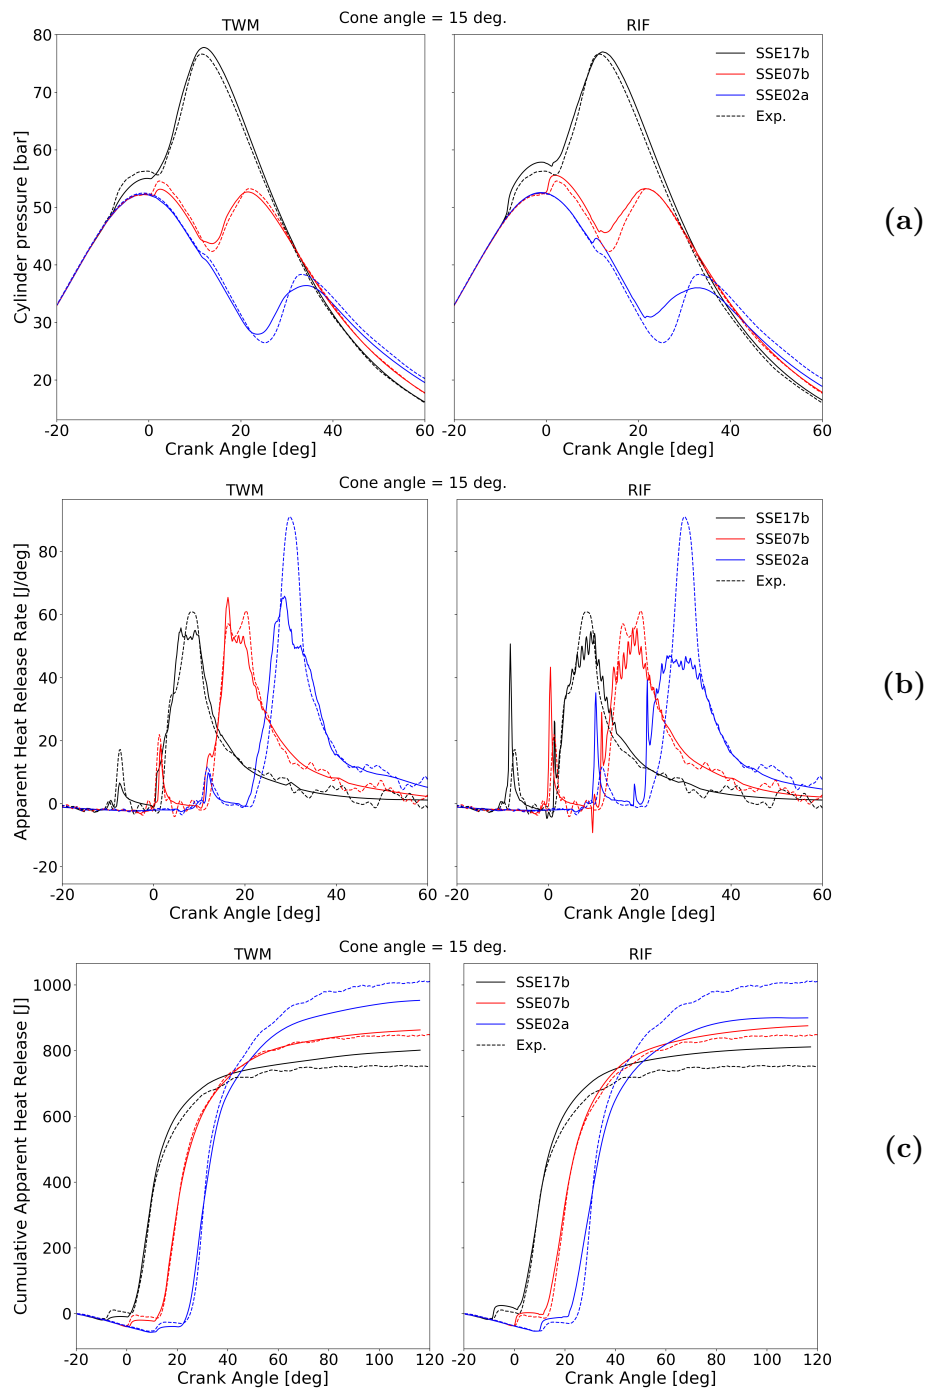 Cone angle = 15 deg.
TWM
RIF
80
70
60
50
40
30
20
Cylinder pressure [bar]
SSE17b
SSE07b
SSE02a
Exp.
(a)
-20 0 20 40 60
-20 0 20 40 60
Crank Angle [deg]
Crank Angle [deg]
Cone angle = 15 deg.
TWM
RIF
80
60
40
20
0
-20
Apparent Heat Release Rate [J/deg]
SSE17b
SSE07b
SSE02a
Exp.
(b)
-20 0 20 40 60
-20 0 20 40 60
Crank Angle [deg]
Crank Angle [deg]
Cone angle = 15 deg.
TWM
RIF
1000
800
600
400
200
0
Cumulative Apparent Heat Release [J]
SSE17b
SSE07b
SSE02a
Exp.
(c)
-20 0 20 40 60 80 100 120
-20 0 20 40 60 80 100 120
Crank Angle [deg]
Crank Angle [deg]